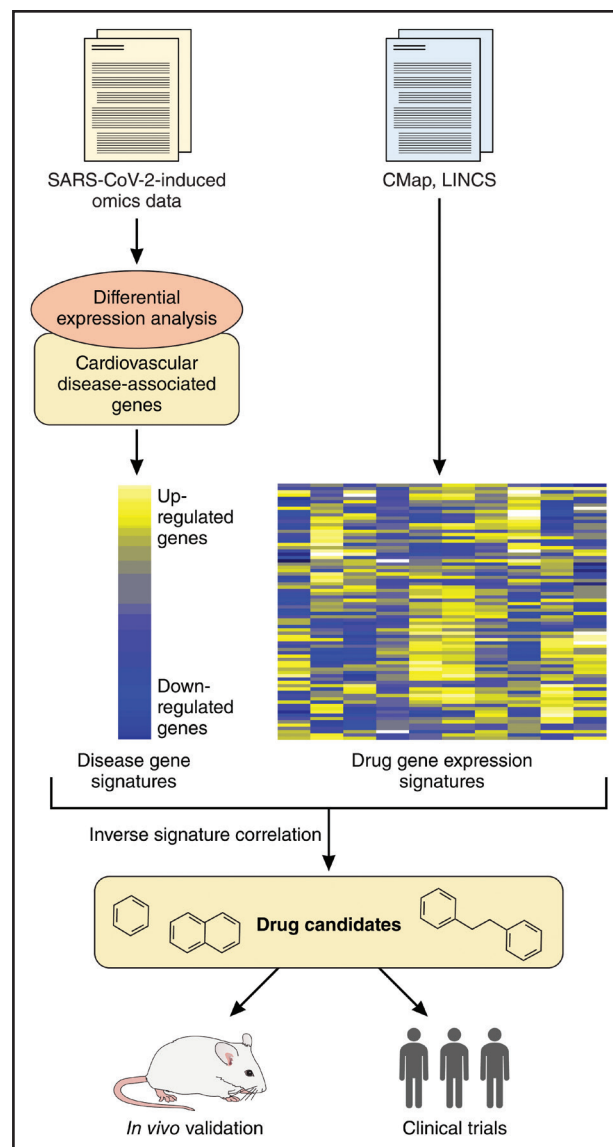 SARS-CoV-2-induced
omics data
CMap, LINCS
Differential
expression analysis
Cardiovascular
disease-associated
genes
Up-
regulated
genes
Down-
regulated
genes
Disease gene
signatures
Drug gene expression
signatures
Inverse signature correlation
Drug candidates
In vivo validation
Clinical trials